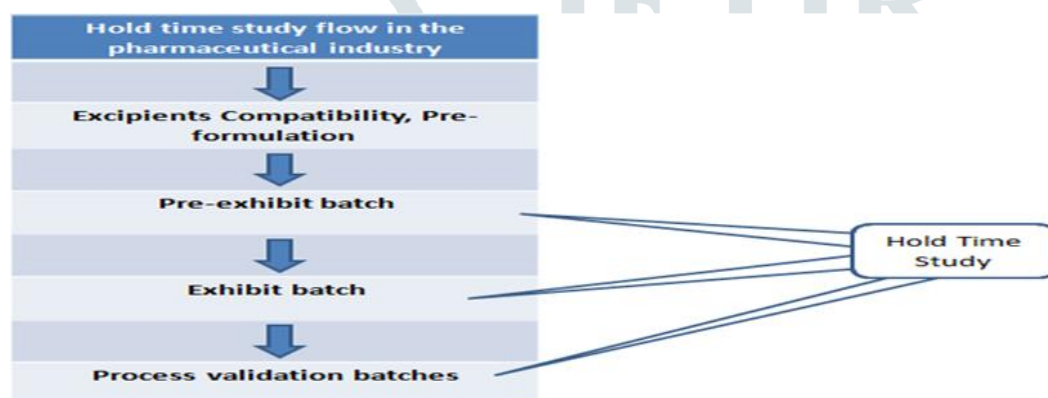 Hold time study flow in the
pharmaceutical industry
Excipients Compatibility, Pre-
formulation
Pre-exhibit batch
Hold Time
Study
Exhibit batch
Process validation batches